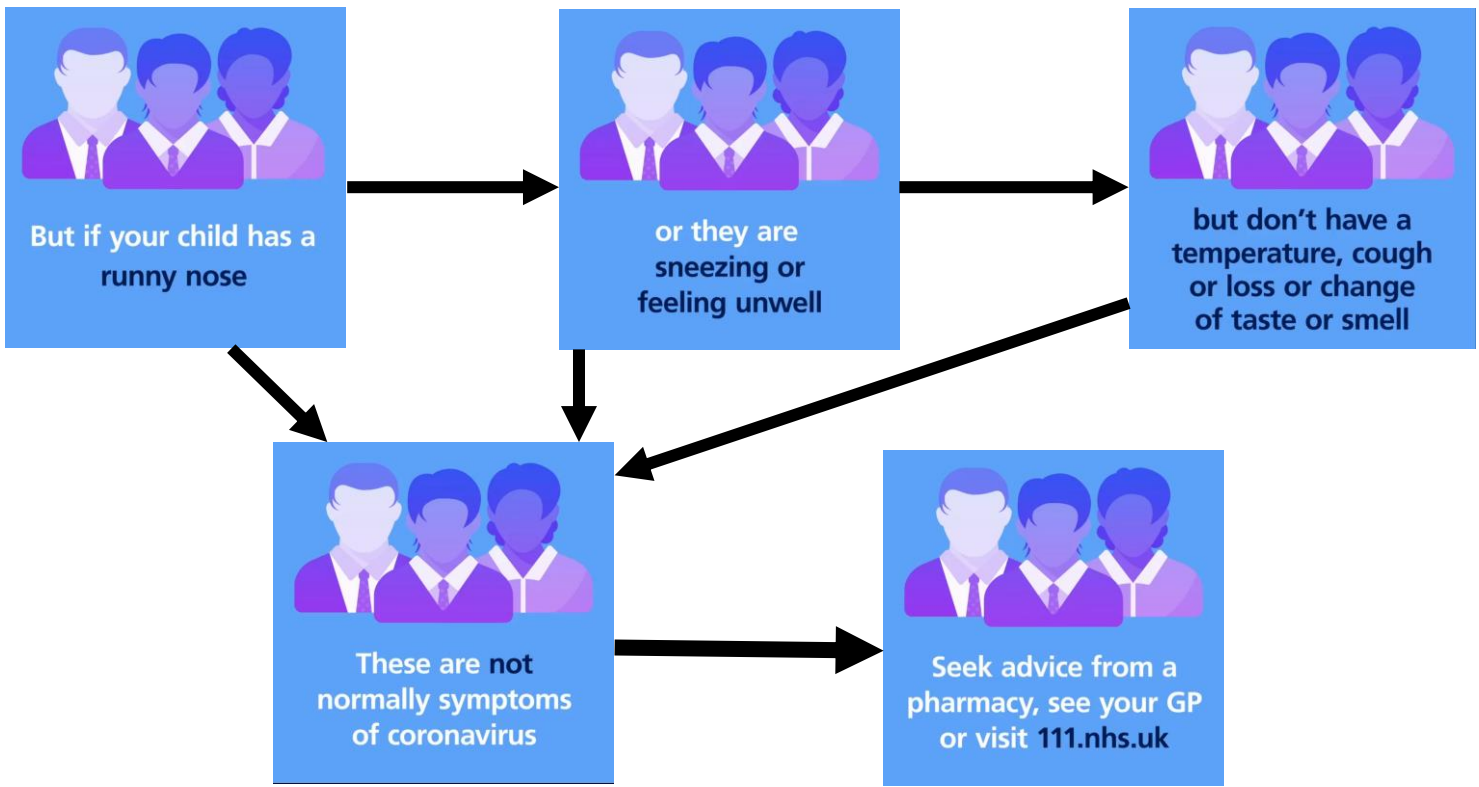 But if your child has a
runny nose
or they are
sneezing or
feeling unwell
but don't have a
temperature, cough
or loss or change
of taste or smell
These are not
normally symptoms
of coronavirus
Seek advice from a
pharmacy, see your GP
or visit 111.nhs.uk